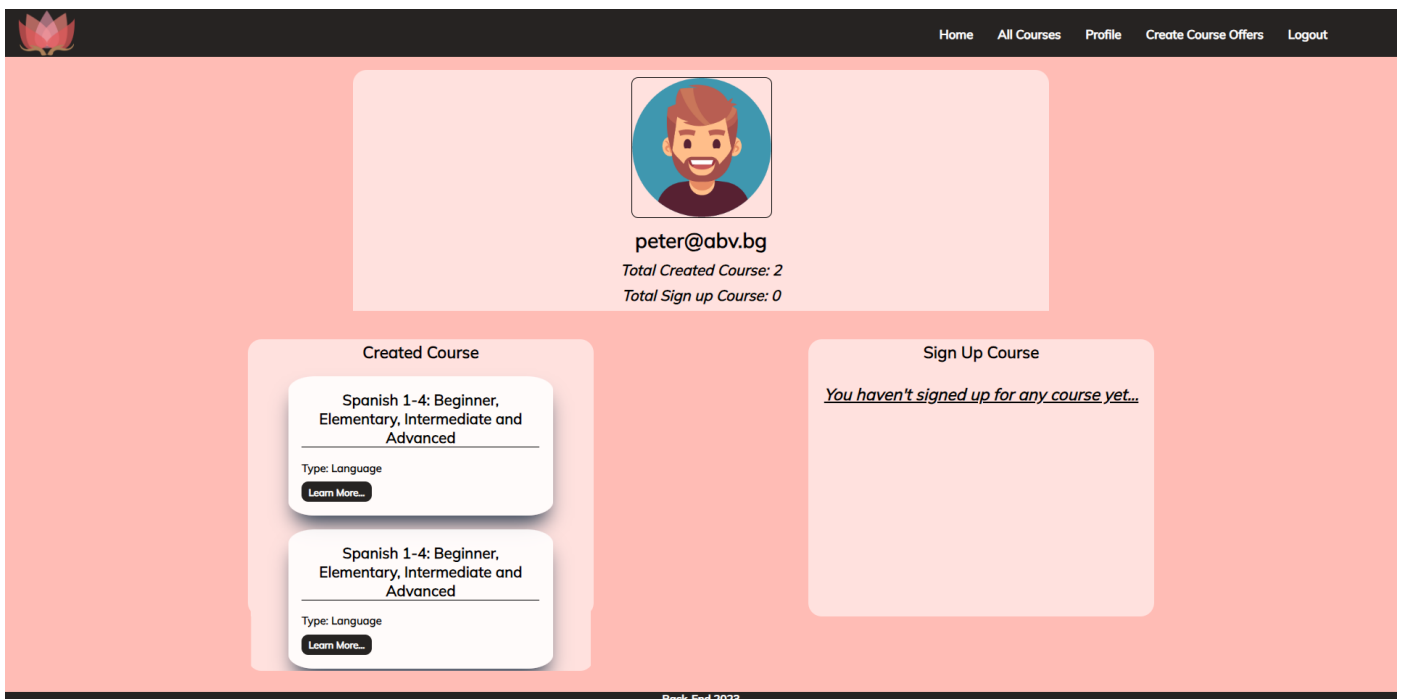 Home All Courses Profile Create Course Offers Logout
peter@abv.bg
Total Created Course: 2
Total Sign up Course: 0
Created Course
Spanish 1-4: Beginner,
Elementary, Intermediate and
Advanced
Type: Language
Learn More...
Spanish 1-4: Beginner,
Elementary, Intermediate and
Advanced
Type: Language
Learn More...
Sign Up Course
You haven't signed up for any course yet...
Back-End 2023